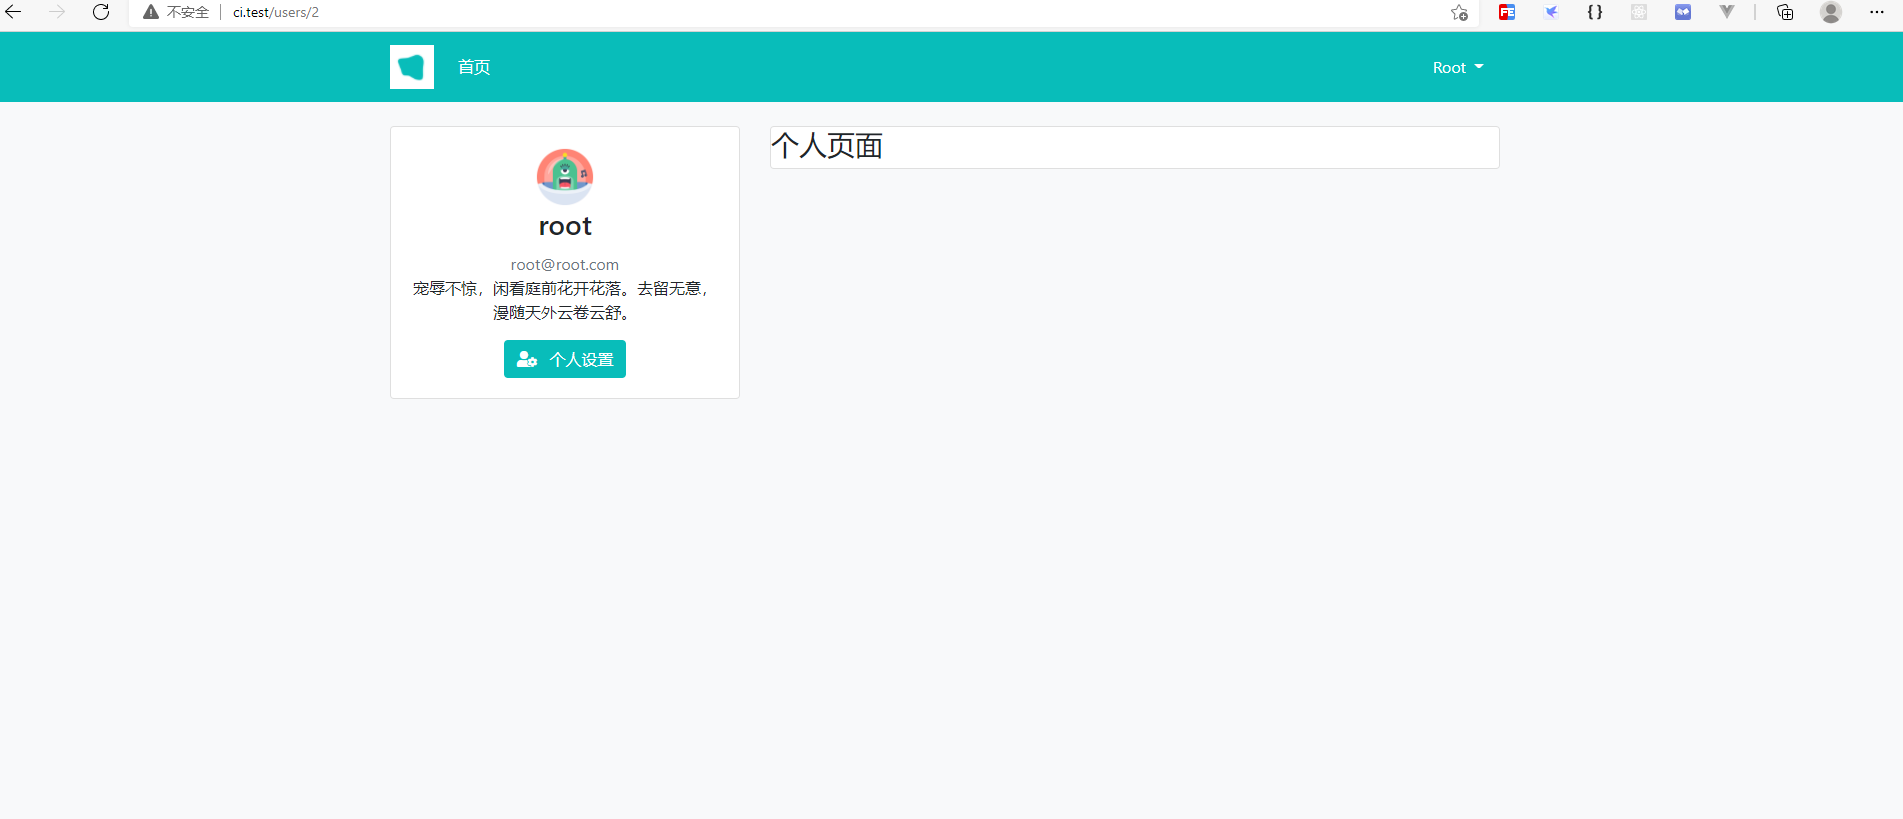 不安全 ci.test/users/2
FE { }
首页 Root
root
root@root.com
宠辱不惊，闲看庭前花开花落。去留无意，
漫随天外云卷云舒。
个人设置
个人页面